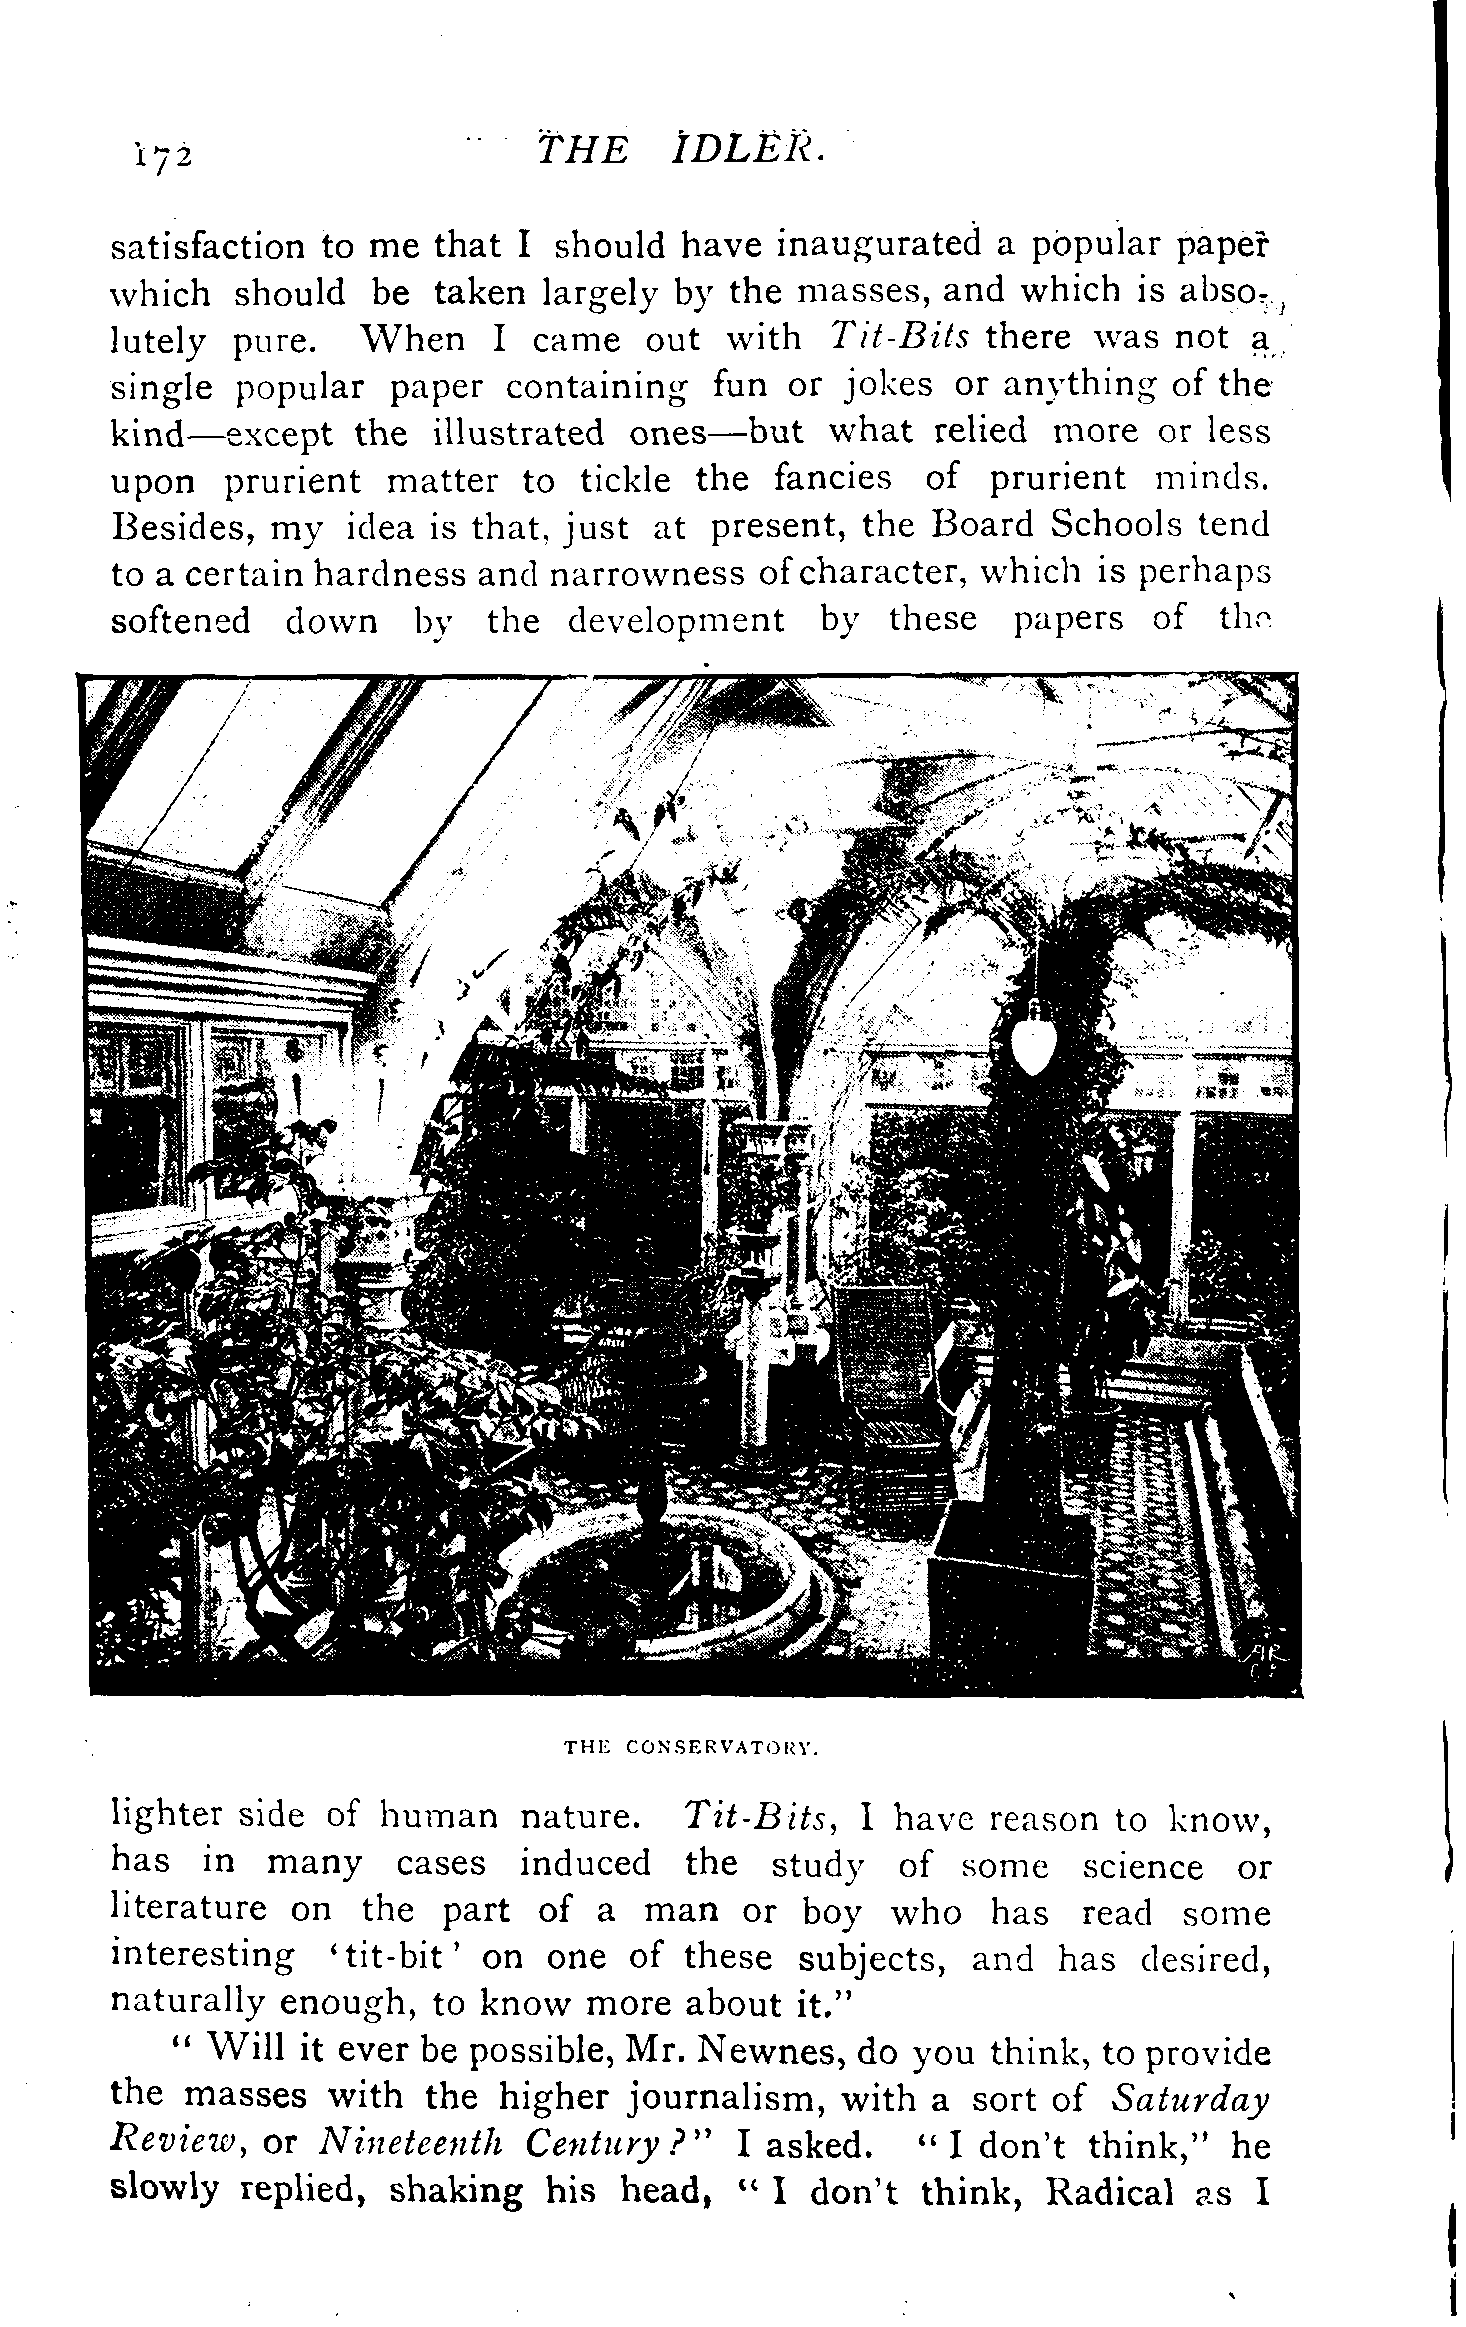 172
THE IDLER.
satisfaction to me that I should have inaugurated a popular paper
which should be taken largely by the masses, and which is abso-
lutely pure. When I came out with Tit-Bits there was not a
single popular paper containing fun or jokes or anything of the
kind—except the illustrated ones—but what relied more or less
upon prurient matter to tickle the fancies of prurient minds.
Besides, my idea is that, just at present, the Board Schools tend
to a certain hardness and narrowness of character, which is perhaps
softened down by the development by these papers of the
AR
THE CONSERVATORY.
lighter side of human nature. Tit-Bits, I have reason to know,
has in many cases induced the study of some science or
literature on the part of a man or boy who has read some
interesting ‘tit-bit’ on one of these subjects, and has desired,
naturally enough, to know more about it.”
“ Will it ever be possible, Mr. Newnes, do you think, to provide
the masses with the higher journalism, with a sort of Saturday
Review, or Nineteenth Century?” I asked. “I don't think,” he
slowly replied, shaking his head, “ I don't think, Radical as I